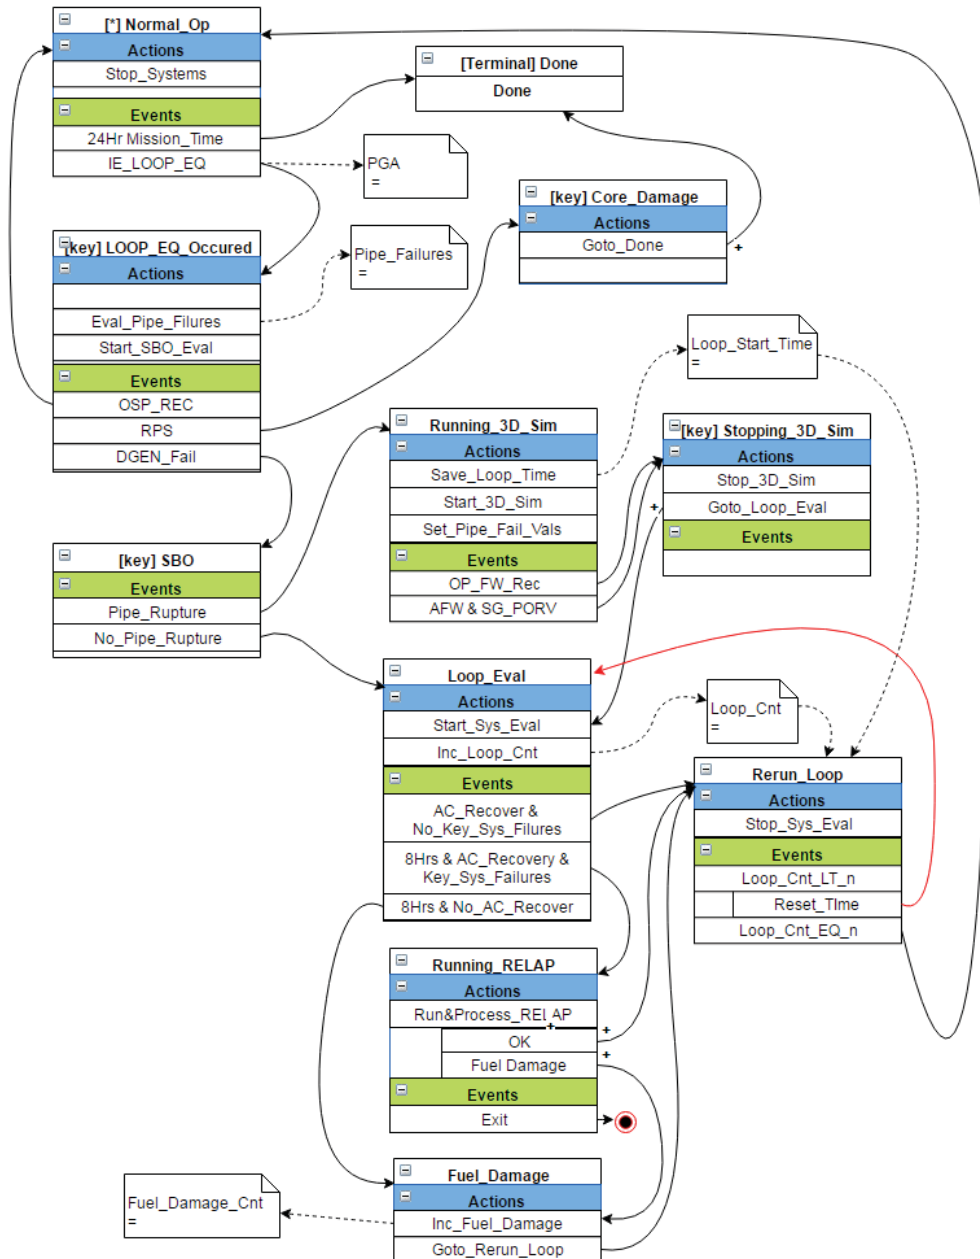 [*] Normal_Op
Actions
Stop_Systems
Events
24Hr Mission_Time
IE_LOOP_EQ
[Terminal] Done
Done
PGA
=
[key] Core_Damage
Actions
Goto_Done
+
[key] LOOP_EQ_Occured
Actions
Eval_Pipe_Filures
Start_SBO_Eval
Events
OSP_REC
RPS
DGEN_Fail
Pipe_Failures
=
Loop_Start_Time
=
Running_3D_Sim
Actions
Save_Loop_Time
Start_3D_Sim
Set_Pipe_Fail_Vals
Events
OP_FW_Rec
AFW & SG_PORV
[key] Stopping_3D_Sim
Actions
Stop_3D_Sim
Goto_Loop_Eval
+
Events
[key] SBO
Events
Pipe_Rupture
No_Pipe_Rupture
Loop_Eval
Actions
Start_Sys_Eval
Inc_Loop_Cnt
Events
AC_Recover &
No_Key_Sys_Filures
8Hrs & AC_Recovery &
Key_Sys_Failures
8Hrs & No_AC_Recover
Loop_Cnt
=
Rerun_Loop
Actions
Stop_Sys_Eval
Events
Loop_Cnt_LT_n
Reset_TIme
Loop_Cnt_EQ_n
Running_RELAP
Actions
Run&Process_RELAP
+
OK
+
Fuel Damage
+
Events
Exit
Fuel_Damage
Actions
Inc_Fuel_Damage
Goto_Rerun_Loop
Fuel_Damage_Cnt
=